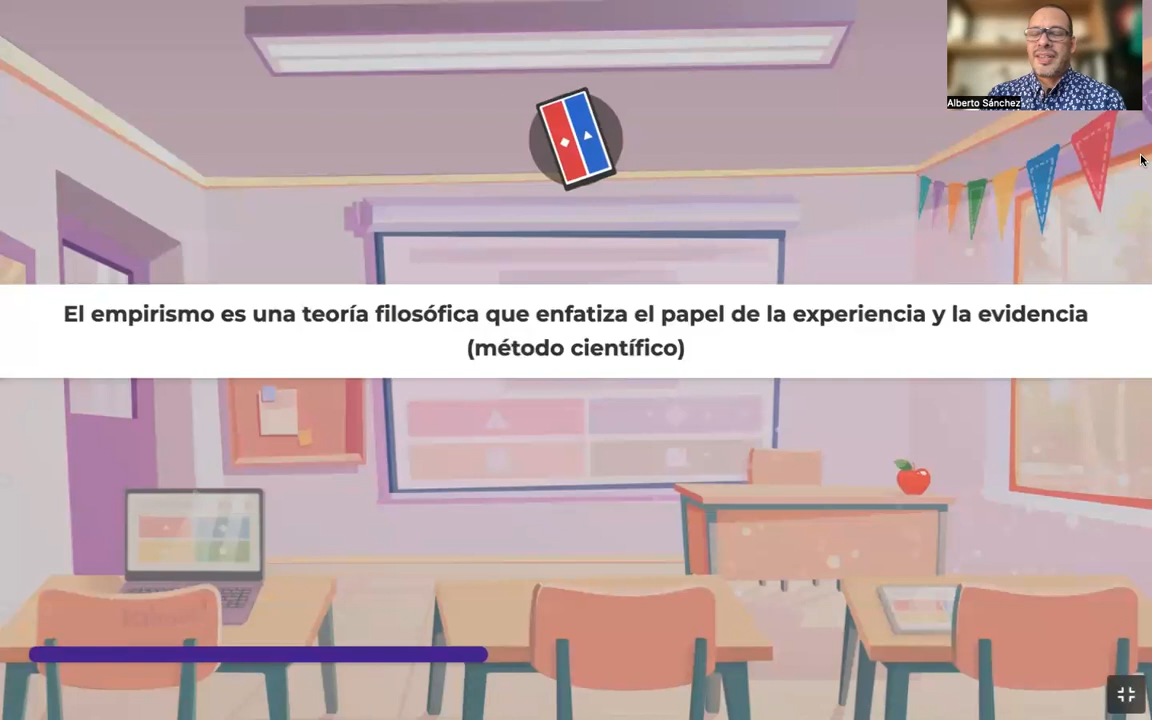 Alberto Sánchez
El empirismo es una teoría filosófica que enfatiza el papel de la experiencia y la evidencia
(método científico)